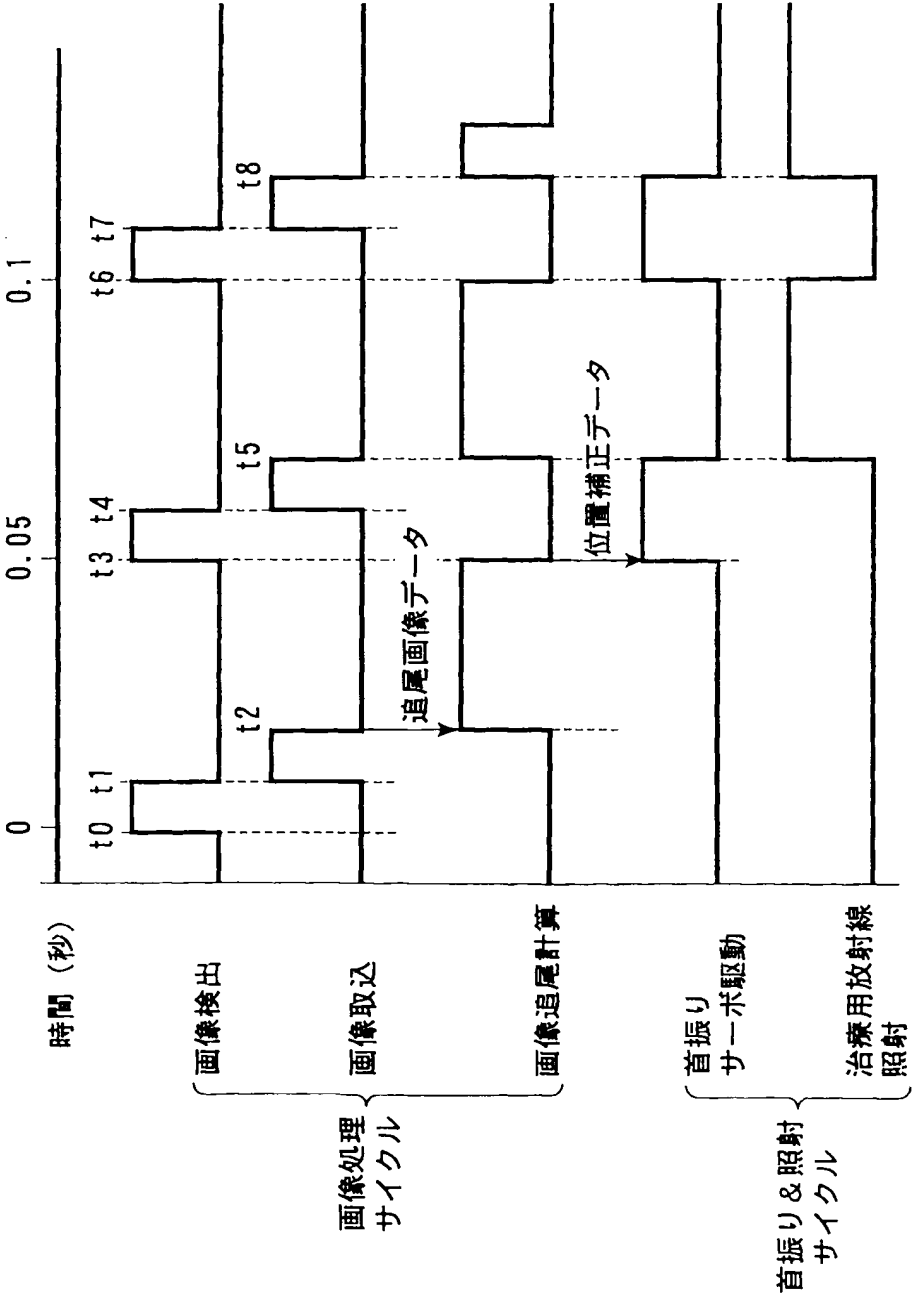 時間 (秒)
0
0.05
0.1
t0
t1
t3
t4
t6
t7
t2
t5
t8
画像処理
サイクル
画像検出
画像取込
追尾画像データ
画像追尾計算
位置補正データ
首振り&照射
サイクル
首振り
サーボ駆動
治療用放射線
照射